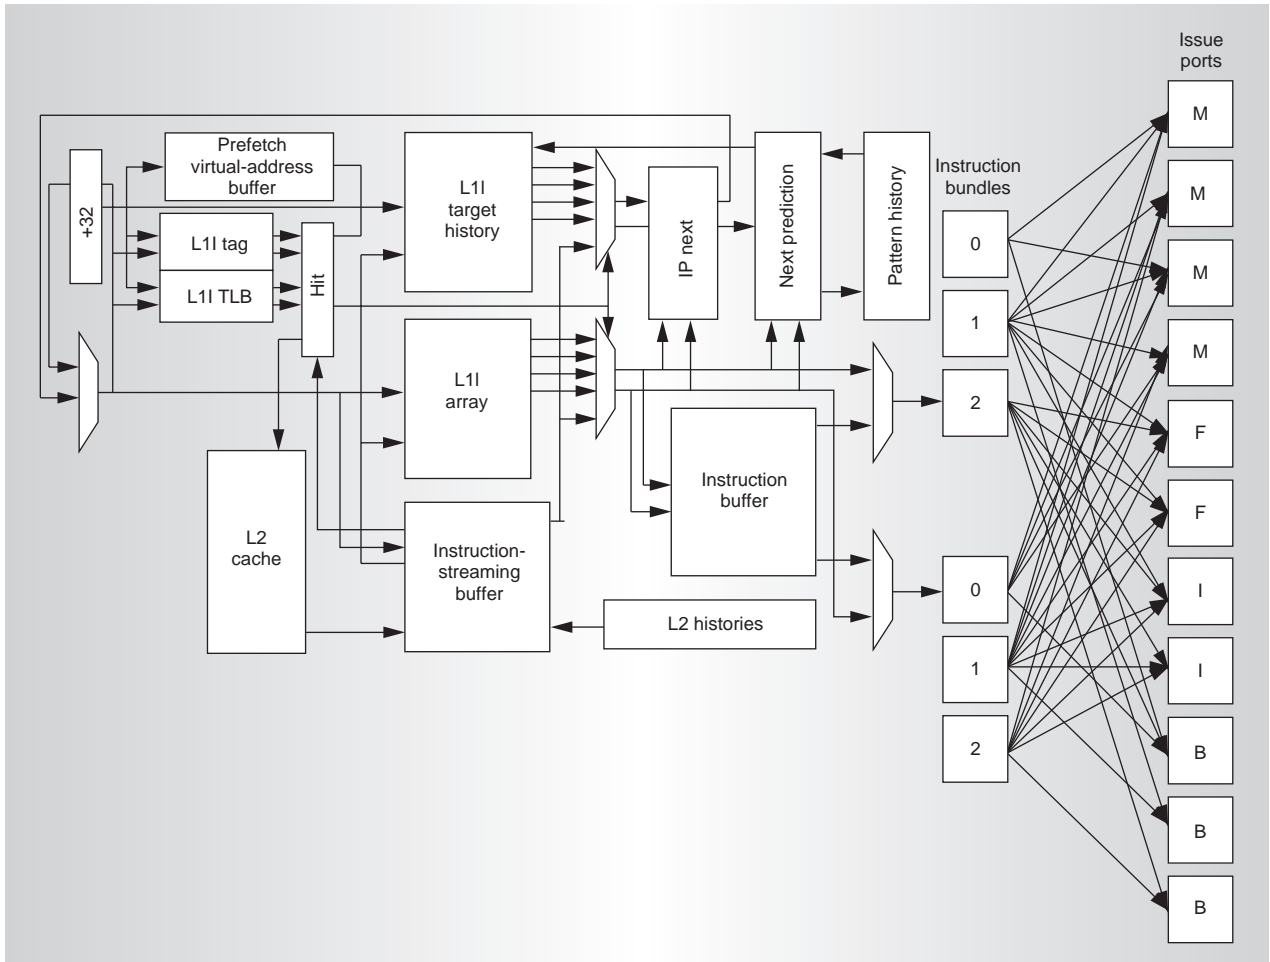 Issue
ports
M
M
M
M
F
F
I
I
B
B
B
Instruction
bundles
0
1
2
0
1
2
+32
Prefetch
virtual-address
buffer
L1I tag
L1I TLB
Hit
L1I
target
history
IP next
Next prediction
Pattern history
L1I
array
L2
cache
Instruction-
streaming
buffer
Instruction
buffer
L2 histories